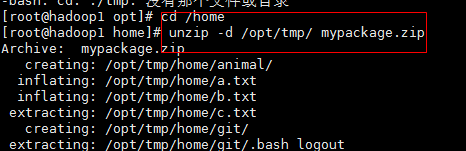 -bash: cd: ./tmp: 没有那个文件或目录
[root@hadoop1 opt]# cd /home
[root@hadoop1 home]# unzip -d /opt/tmp/ mypackage.zip
Archive:  mypackage.zip
   creating: /opt/tmp/home/animal/
  inflating: /opt/tmp/home/a.txt
  inflating: /opt/tmp/home/b.txt
 extracting: /opt/tmp/home/c.txt
   creating: /opt/tmp/home/git/
 extracting: /opt/tmp/home/git/.bash_logout